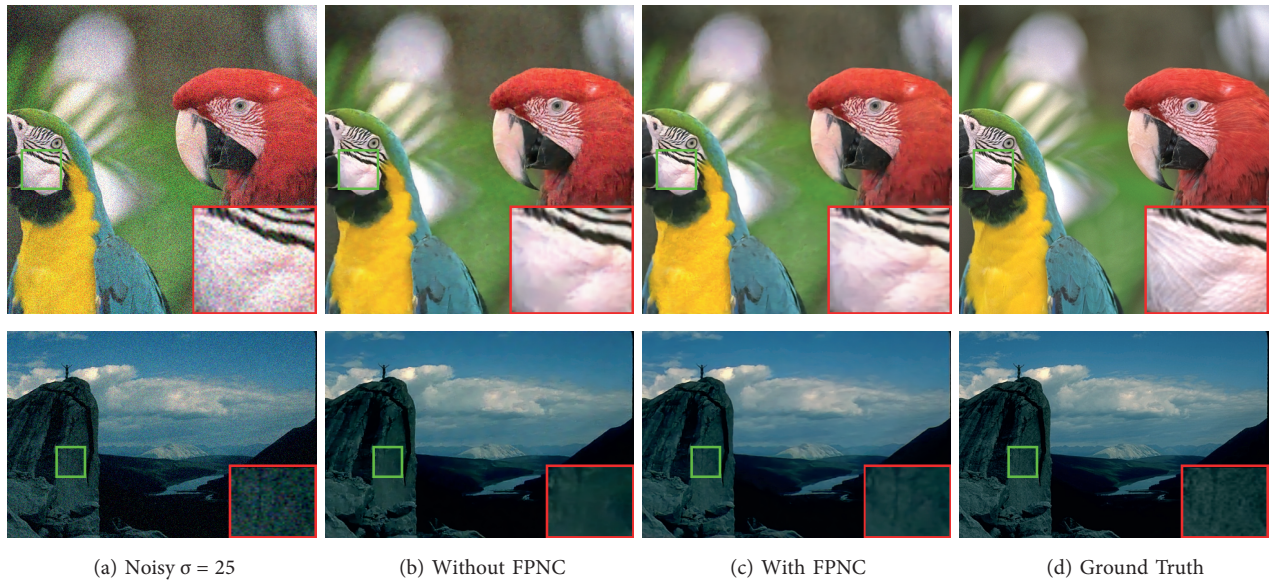 (a) Noisy σ = 25
(b) Without FPNC
(c) With FPNC
(d) Ground Truth